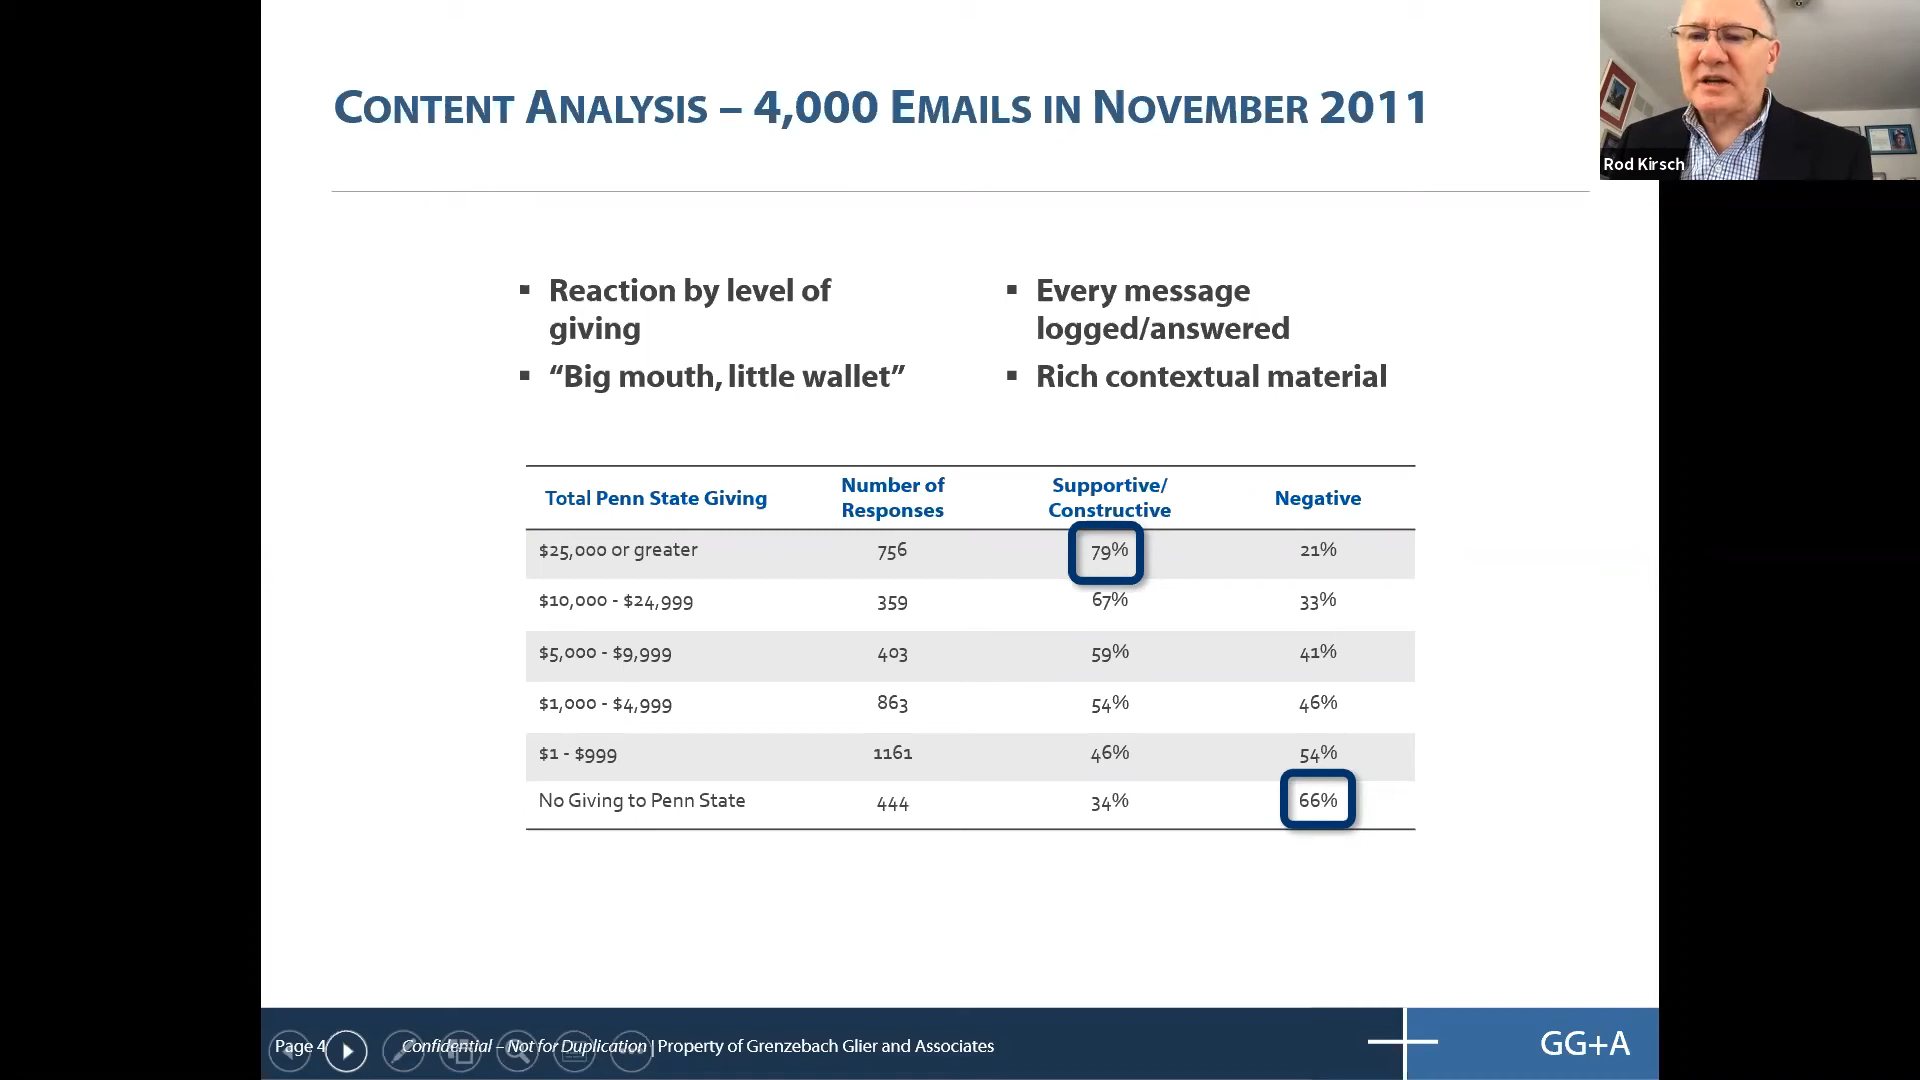 CONTENT ANALYSIS – 4,000 EMAILS IN NOVEMBER 2011
Rod Kirsch
▪ Reaction by level of
giving
▪ “Big mouth, little wallet”
▪ Every message
logged/answered
▪ Rich contextual material
Total Penn State Giving Number of Responses Supportive/ Constructive Negative
$25,000 or greater 756 79% 21%
$10,000 - $24,999 359 67% 33%
$5,000 - $9,999 403 59% 41%
$1,000 - $4,999 863 54% 46%
$1 - $999 1161 46% 54%
No Giving to Penn State 444 34% 66%
Page 4 Confidential – Not for Duplication | Property of Grenzebach Glier and Associates
GG+A